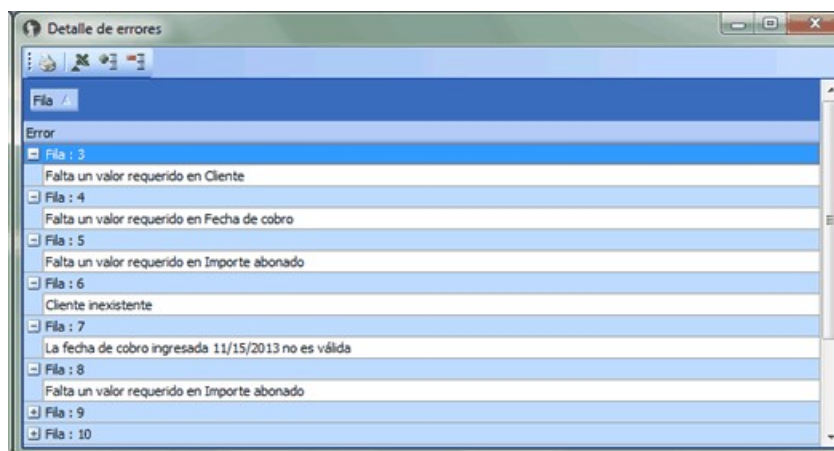 Detalle de errores
Fila
Error
Fila : 3
Falta un valor requerido en Cliente
Fila : 4
Falta un valor requerido en Fecha de cobro
Fila : 5
Falta un valor requerido en Importe abonado
Fila : 6
Cliente inexistente
Fila : 7
La fecha de cobro ingresada 11/15/2013 no es válida
Fila : 8
Falta un valor requerido en Importe abonado
Fila : 9
Fila : 10